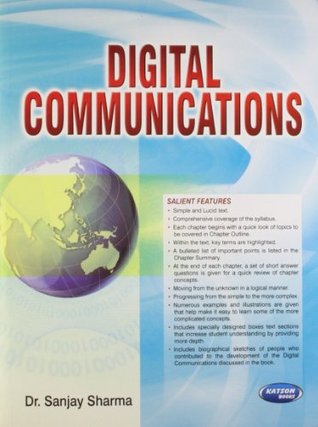 DIGITAL
COMMUNICATIONS
SALIENT FEATURES
• Simple and Lucid text.
• Comprehensive coverage of the syllabus.
• Each chapter begins with a quick look of topics to
be covered in Chapter Outline.
• Within the text, key terms are highlighted.
• A bulleted list of important points is listed in the
Chapter Summary.
• At the end of each chapter, a set of short answer
questions is given for a quick review of chapter
concepts.
• Moving from the unknown in a logical manner.
• Progressing from the simple to the more complex.
• Numerous examples and illustrations are given
that help make it easy to learn some of the more
complicated concepts.
• Includes specially designed boxes text sections
that increase student understanding by providing
more depth.
• Includes biographical sketches of people who
contributed to the development of the Digital
Communications discussed in the book.
Dr. Sanjay Sharma
KATSON
BOOKS